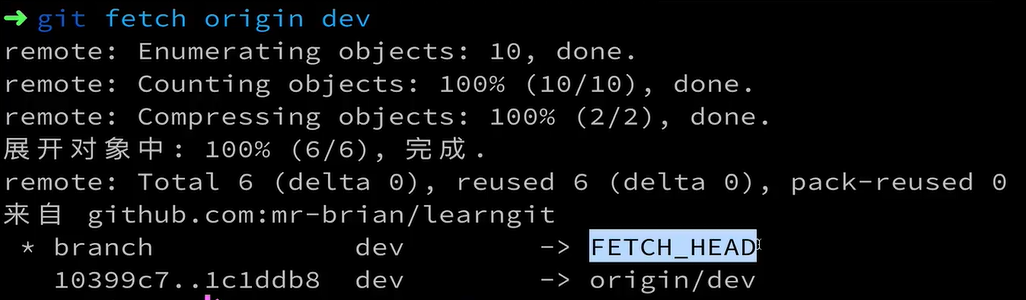 ➜ git fetch origin dev
remote: Enumerating objects: 10, done.
remote: Counting objects: 100% (10/10), done.
remote: Compressing objects: 100% (2/2), done.
展开对象中: 100% (6/6), 完成.
remote: Total 6 (delta 0), reused 6 (delta 0), pack-reused 0
来自 github.com:mr-brian/learngit
 * branch            dev        -> FETCH_HEAD
   10399c7..1c1ddb8  dev        -> origin/dev